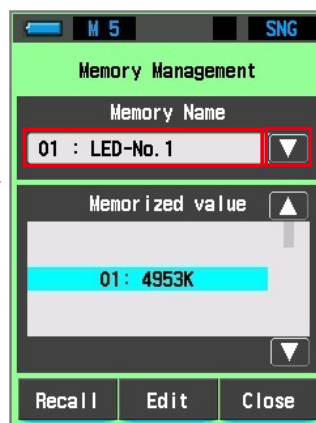 M 5 SNG
Memory Management
Memory Name
01 : LED-No.1
Memorized value
01: 4953K
Recall Edit Close